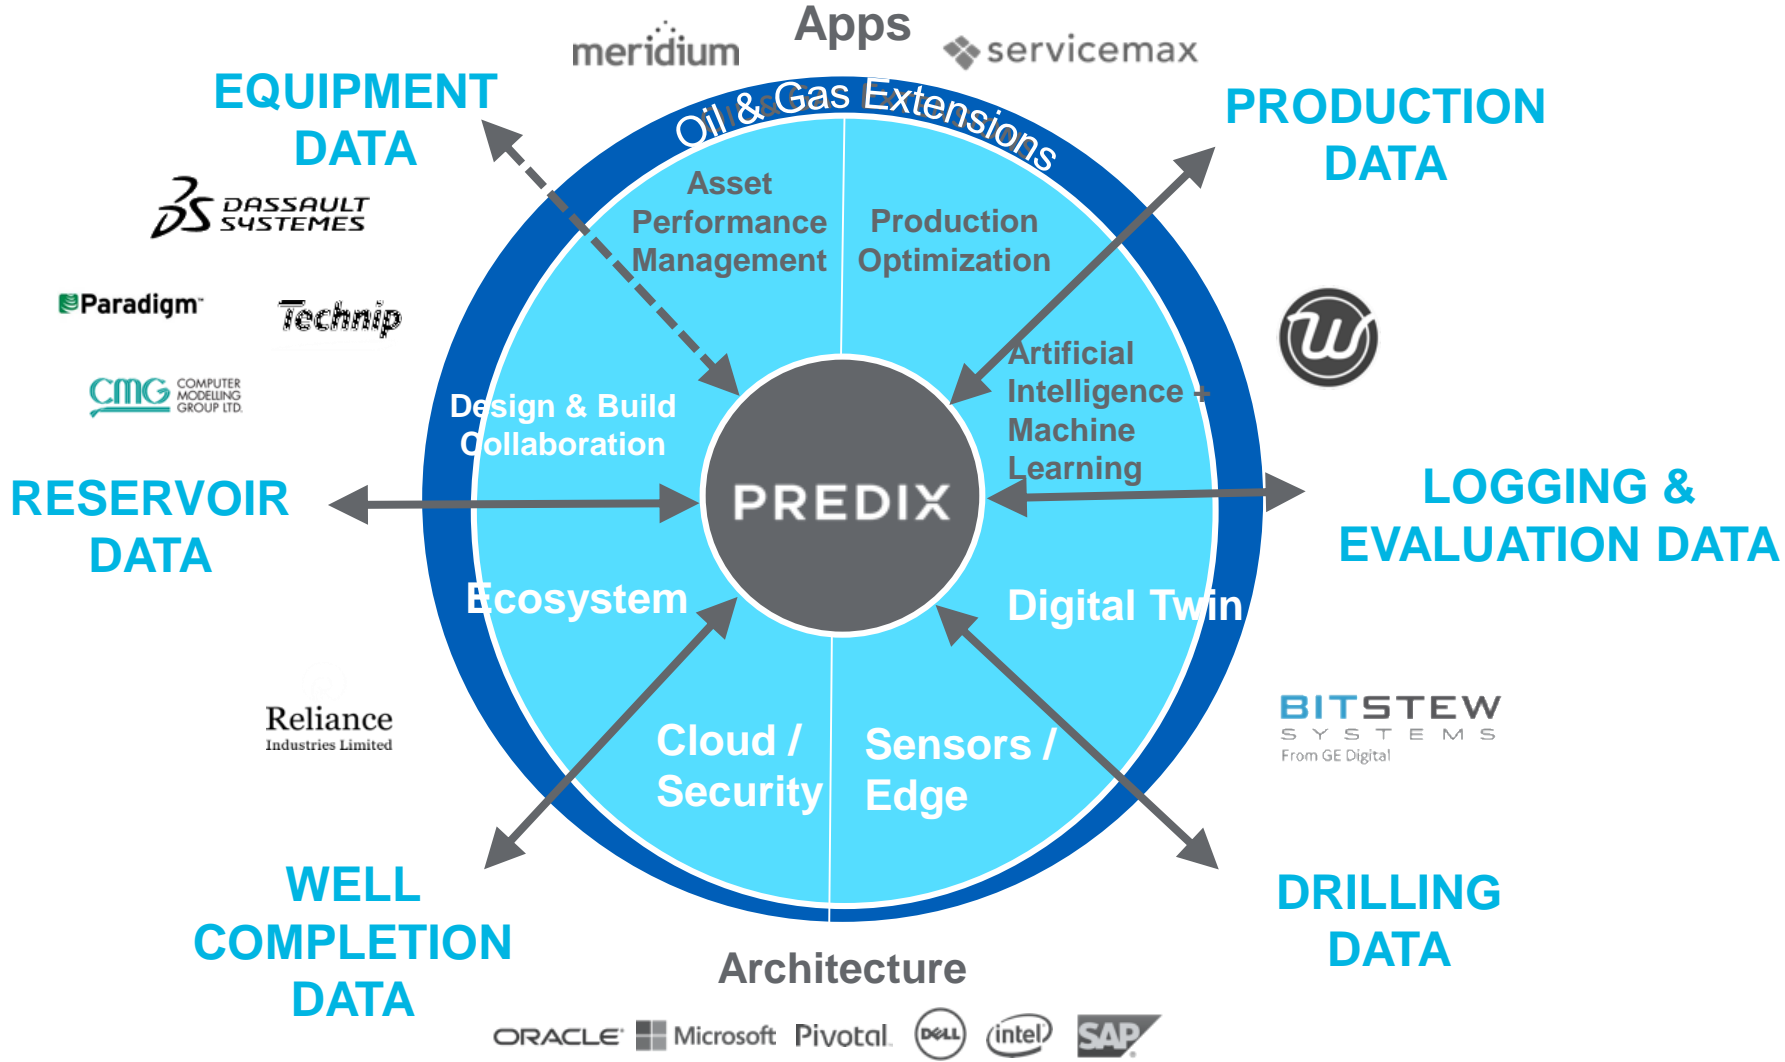 Apps
meridium
servicemax
EQUIPMENT
DATA
Oil & Gas Extensions
PRODUCTION
DATA
DASSAULT
SYSTEMES
Asset
Performance
Management
Production
Optimization
Paradigm™
Technip
W
CMG COMPUTER
MODELLING
GROUP LTD.
Design & Build
Collaboration
Artificial
Intelligence +
Machine
Learning
RESERVOIR
DATA
PREDIX
LOGGING &
EVALUATION DATA
Ecosystem
Digital Twin
Reliance
Industries Limited
Cloud /
Security
Sensors /
Edge
BITSTEW
SYSTEMS
From GE Digital
WELL
COMPLETION
DATA
DRILLING
DATA
Architecture
ORACLE Microsoft Pivotal DELL intel SAP